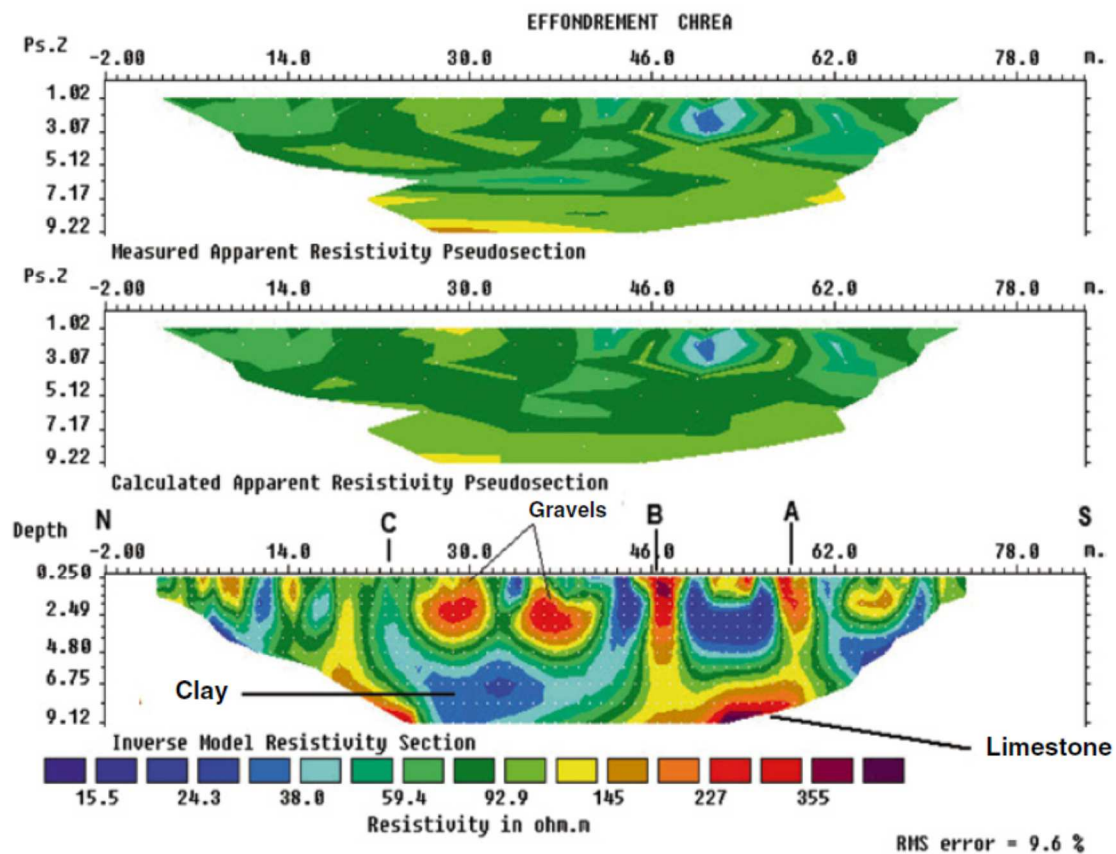 EFFONDREMENT CHREA
Ps.Z -2.00 14.0 30.0 46.0 62.0 78.0 m.
1.02
3.07
5.12
7.17
9.22
Measured Apparent Resistivity Pseudosection
Ps.Z -2.00 14.0 30.0 46.0 62.0 78.0 m.
1.02
3.07
5.12
7.17
9.22
Calculated Apparent Resistivity Pseudosection
N C Gravels B A S
Depth -2.00 14.0 30.0 46.0 62.0 78.0 m.
0.250
2.49
4.80
6.75
Clay
9.12
Limestone
Inverse Model Resistivity Section
15.5 24.3 38.0 59.4 92.9 145 227 355
Resistivity in ohm.m
RMS error = 9.6 %